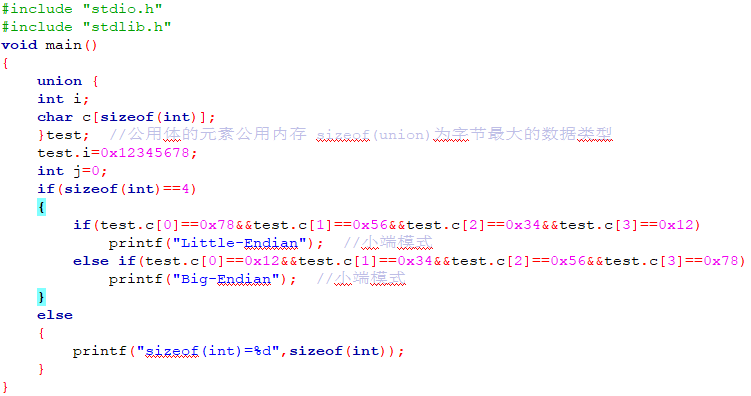 #include "stdio.h"
#include "stdlib.h"
void main()
{
    union {
    int i;
    char c[sizeof(int)];
    }test;  //公用体的元素公用内存 sizeof(union)为字节最大的数据类型
    test.i=0x12345678;
    int j=0;
    if(sizeof(int)==4)
    {
        if(test.c[0]==0x78&&test.c[1]==0x56&&test.c[2]==0x34&&test.c[3]==0x12)
            printf("Little-Endian");  //小端模式
        else if(test.c[0]==0x12&&test.c[1]==0x34&&test.c[2]==0x56&&test.c[3]==0x78)
            printf("Big-Endian");  //小端模式
    }
    else
    {
        printf("sizeof(int)=%d",sizeof(int));
    }
}